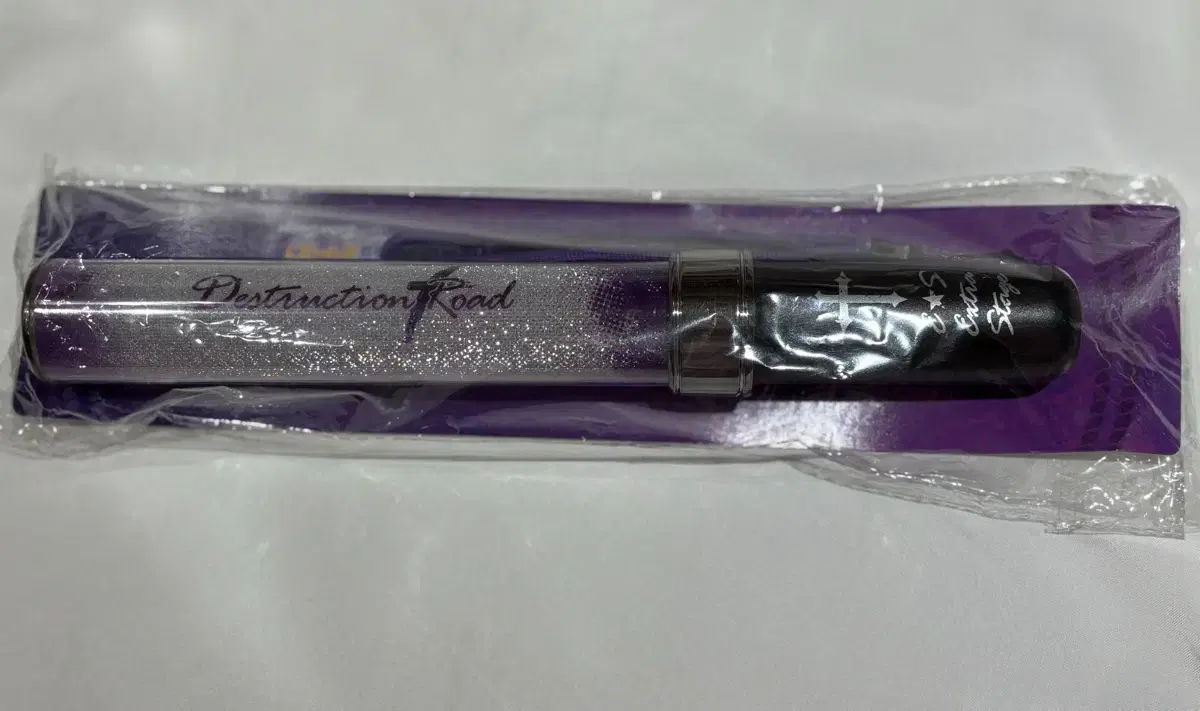 Destruction Road
E★S
Extra
Stage